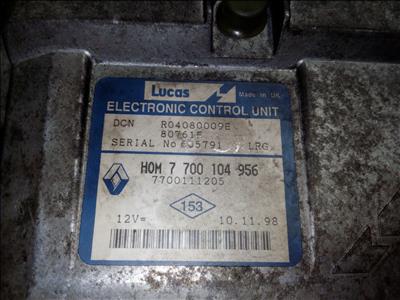 Lucas
Made in UK
ELECTRONIC CONTROL UNIT
DCN R04080009E
80761F
SERIAL No 605791 LRG
HOM 7 700 104 956
7700111205
153
12V= 10.11.98